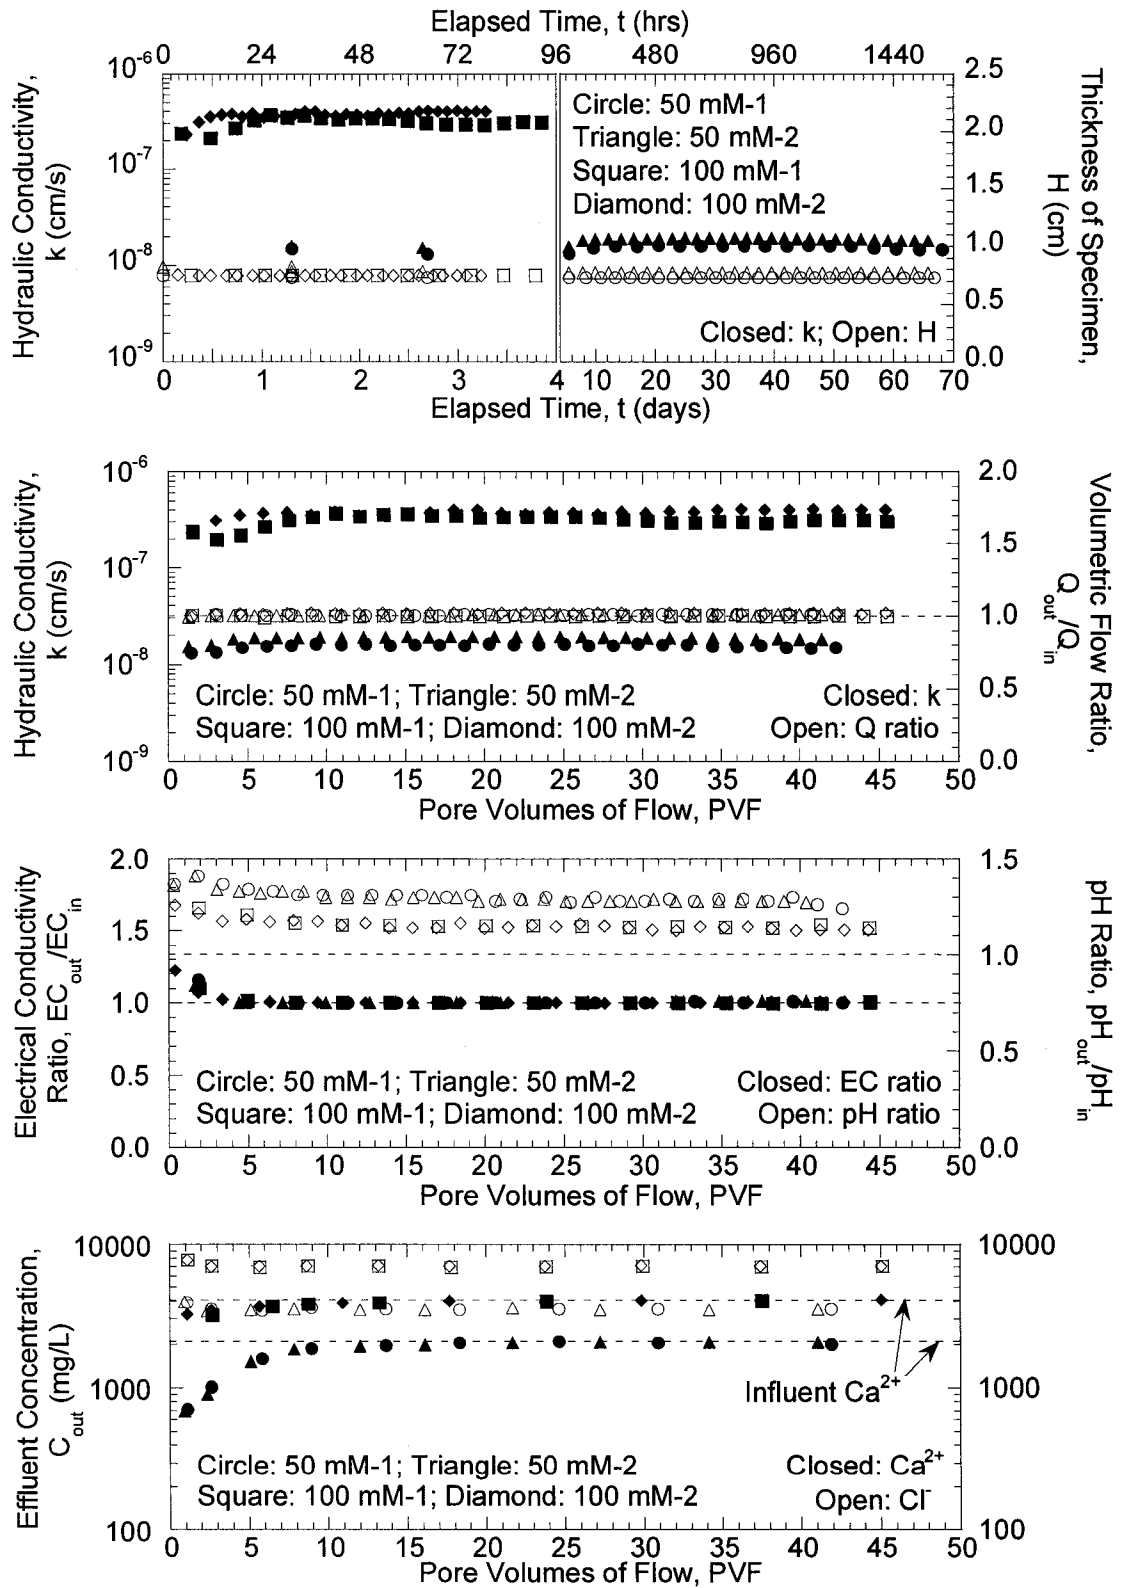 Elapsed Time, t (hrs)
0 24 48 72 96 480 960 1440
Hydraulic Conductivity,
k (cm/s)
10-6
10-7
10-8
10-9
Circle: 50 mM-1
Triangle: 50 mM-2
Square: 100 mM-1
Diamond: 100 mM-2
Closed: k; Open: H
2.5
2.0
1.5
1.0
0.5
0.0
Thickness of Specimen,
H (cm)
0 1 2 3 4 10 20 30 40 50 60 70
Elapsed Time, t (days)
Hydraulic Conductivity,
k (cm/s)
10-6
10-7
10-8
10-9
Circle: 50 mM-1; Triangle: 50 mM-2
Square: 100 mM-1; Diamond: 100 mM-2
Closed: k
Open: Q ratio
2.0
1.5
1.0
0.5
0.0
Volumetric Flow Ratio,
Qout/Qin
0 5 10 15 20 25 30 35 40 45 50
Pore Volumes of Flow, PVF
Electrical Conductivity
Ratio, ECout/ECin
2.0
1.5
1.0
0.5
0.0
Circle: 50 mM-1; Triangle: 50 mM-2
Square: 100 mM-1; Diamond: 100 mM-2
Closed: EC ratio
Open: pH ratio
1.5
1.0
0.5
0.0
pH Ratio, pHout/pHin
0 5 10 15 20 25 30 35 40 45 50
Pore Volumes of Flow, PVF
Effluent Concentration,
Cout (mg/L)
10000
1000
100
Influent Ca2+
Circle: 50 mM-1; Triangle: 50 mM-2
Square: 100 mM-1; Diamond: 100 mM-2
Closed: Ca2+
Open: Cl-
10000
1000
100
0 5 10 15 20 25 30 35 40 45 50
Pore Volumes of Flow, PVF